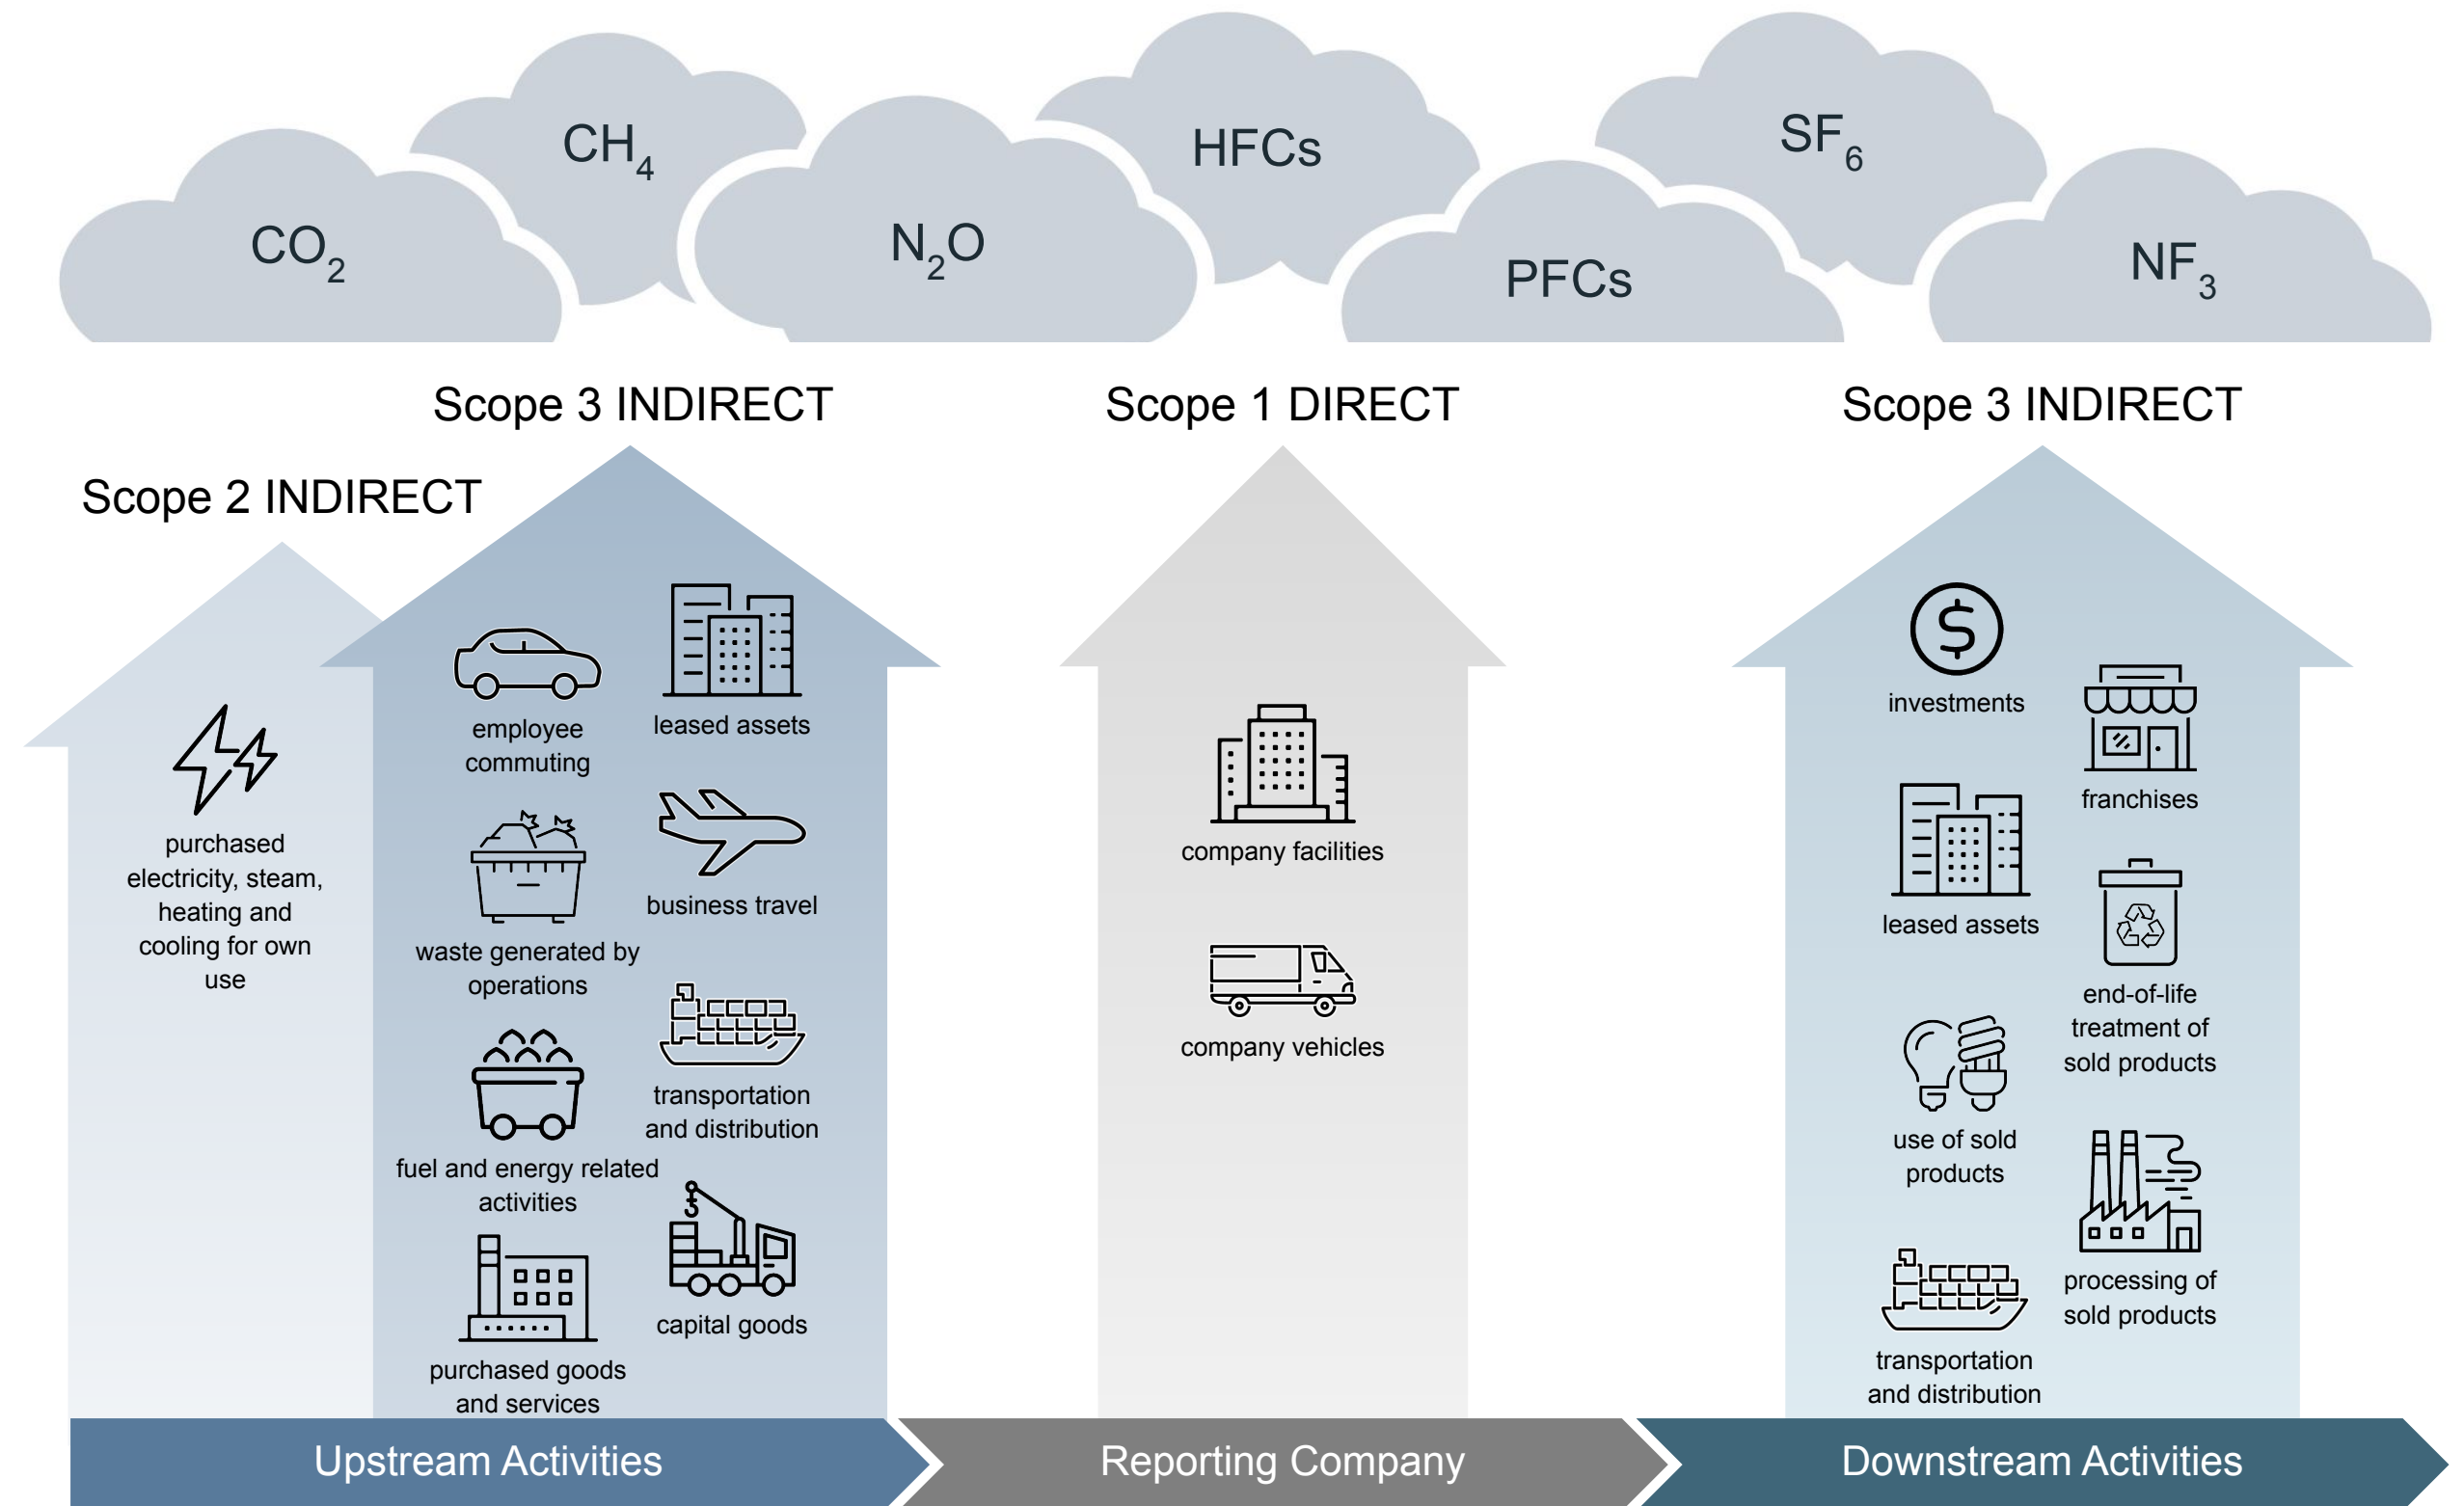 CO2
CH4
N2O
HFCs
PFCs
SF6
NF3
Scope 2 INDIRECT
Scope 3 INDIRECT
Scope 1 DIRECT
Scope 3 INDIRECT
purchased
electricity, steam,
heating and
cooling for own
use
employee
commuting
leased assets
waste generated by
operations
business travel
fuel and energy related
activities
transportation
and distribution
purchased goods
and services
capital goods
company facilities
company vehicles
investments
franchises
leased assets
end-of-life
treatment of
sold products
use of sold
products
processing of
sold products
transportation
and distribution
Upstream Activities
Reporting Company
Downstream Activities